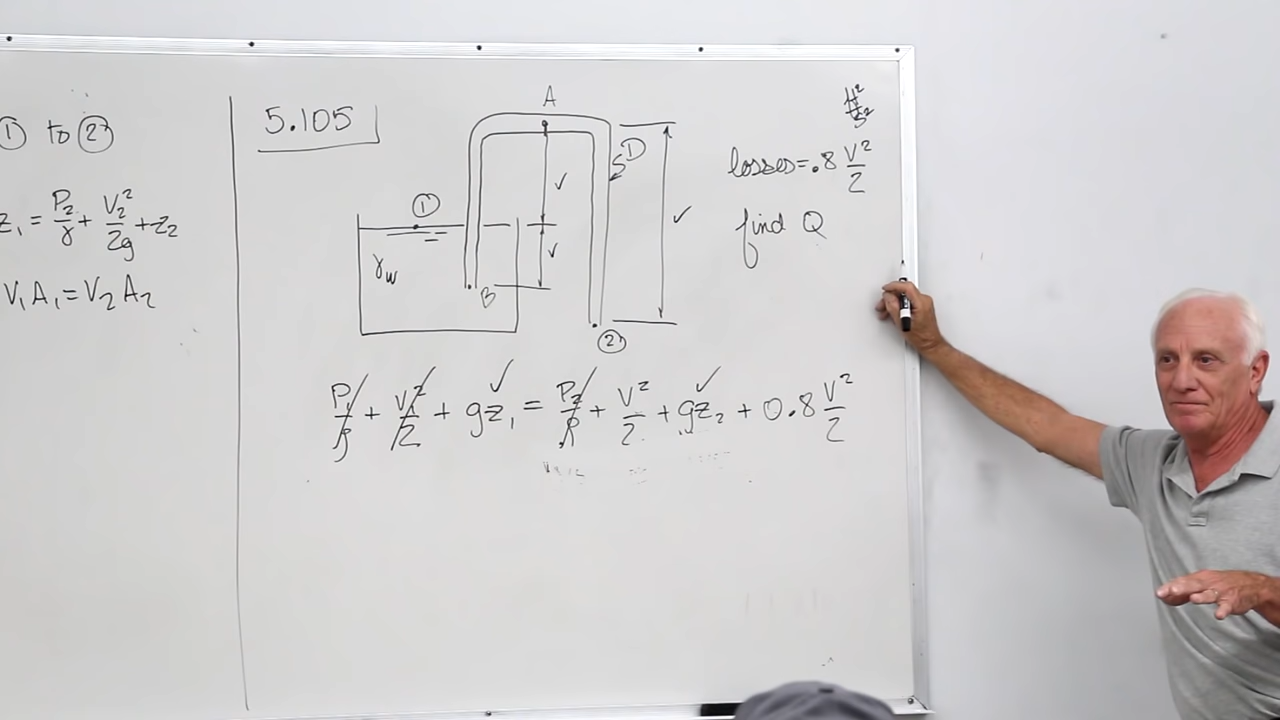 ① to ②
z₁ = P₂/γ + V₂²/2g + z₂
V₁A₁ = V₂A₂
5.105
A
D
①
γw
B
②
losses = .8 V²/2
find Q
P₁/ρ + V₁²/2 + gz₁ = P₂/ρ + V²/2 + gz₂ + 0.8 V²/2